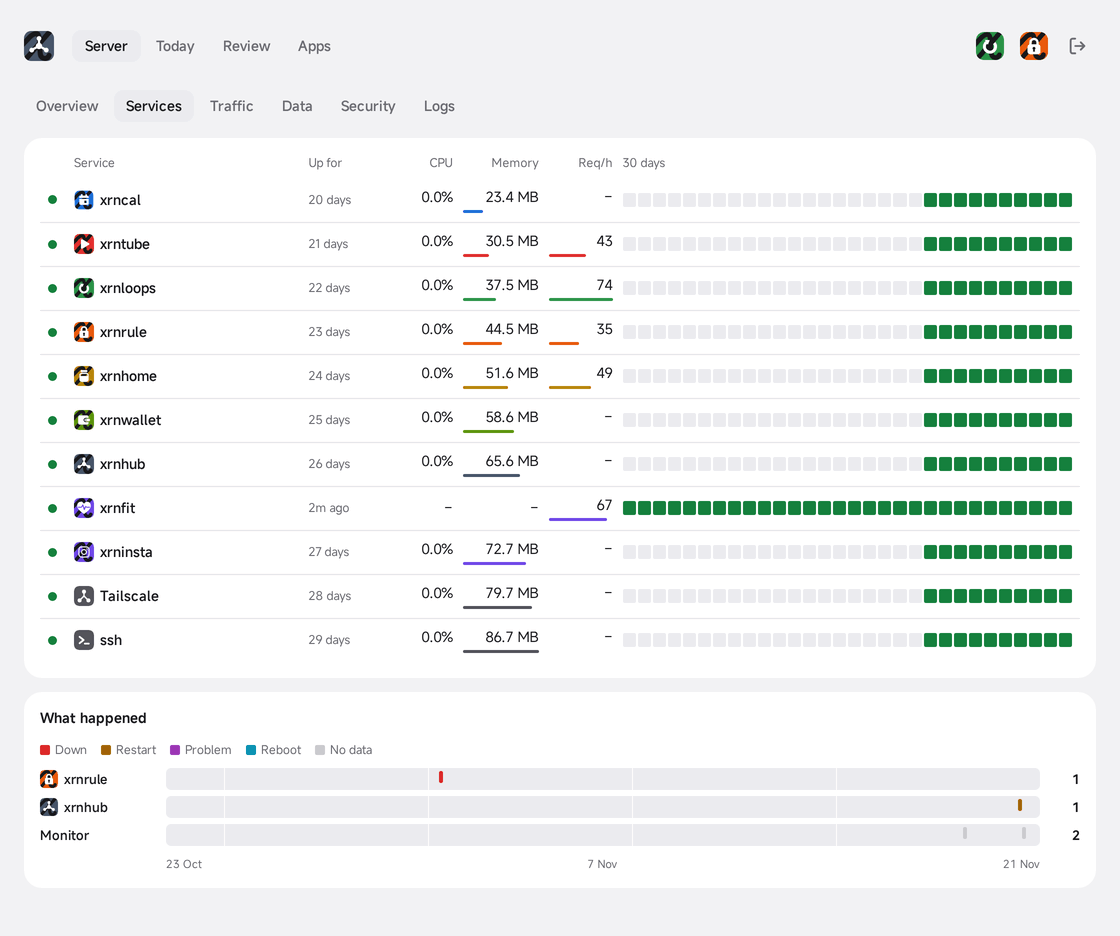 Server Today Review Apps
Overview Services Traffic Data Security Logs
Service Up for CPU Memory Req/h 30 days
xrncal 20 days 0.0% 23.4 MB –
xrntube 21 days 0.0% 30.5 MB 43
xrnloops 22 days 0.0% 37.5 MB 74
xrnrule 23 days 0.0% 44.5 MB 35
xrnhome 24 days 0.0% 51.6 MB 49
xrnwallet 25 days 0.0% 58.6 MB –
xrnhub 26 days 0.0% 65.6 MB –
xrnfit 2m ago – – 67
xrninsta 27 days 0.0% 72.7 MB –
Tailscale 28 days 0.0% 79.7 MB –
ssh 29 days 0.0% 86.7 MB –
What happened
Down Restart Problem Reboot No data
xrnrule 1
xrnhub 1
Monitor 2
23 Oct 7 Nov 21 Nov